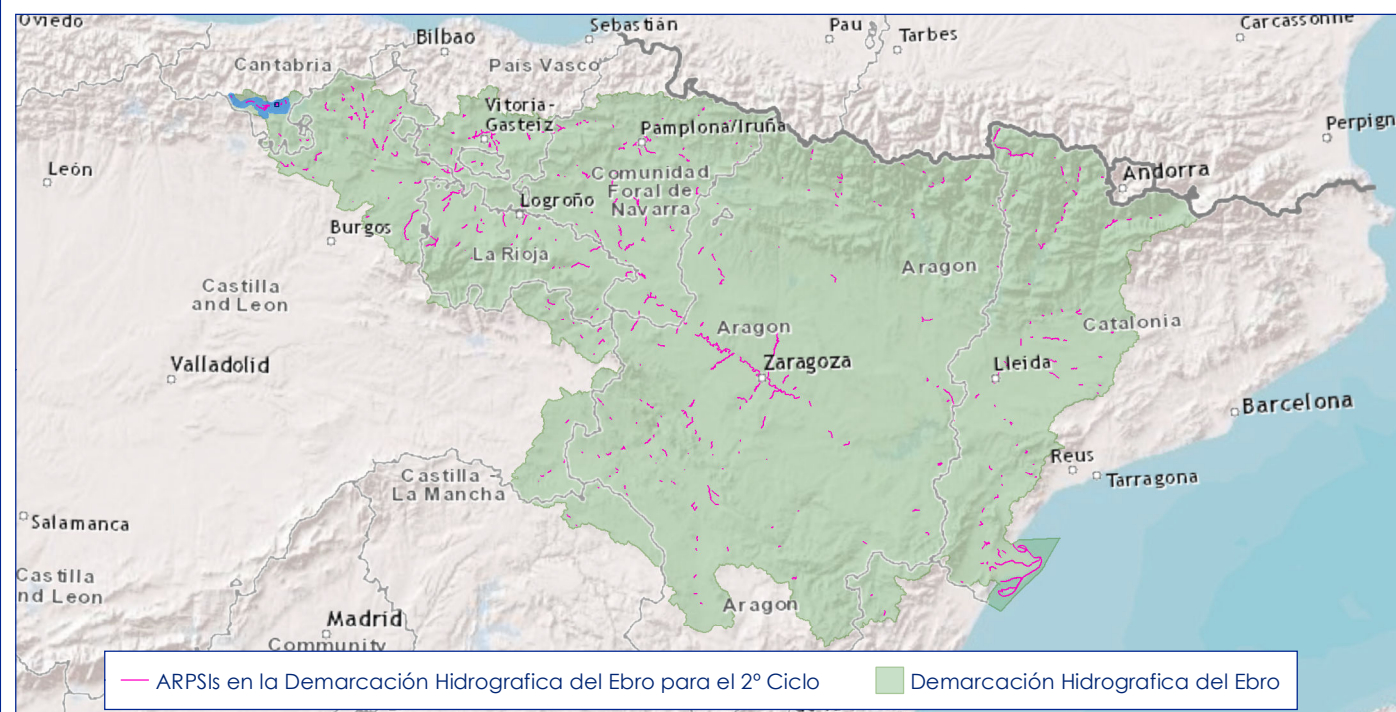 Oviedo
Bilbao
Sebastián
Pau
Tarbes
Carcassonne
Cantabria
País Vasco
Vitoria-
Gasteiz
Pamplona/Iruña
Perpign
León
Comunidad
Foral de
Navarra
Andorra
Logroño
Burgos
La Rioja
Aragon
Castilla
and Leon
Aragon
Catalonia
Valladolid
Zaragoza
Lleida
Barcelona
Reus
Castilla
La Mancha
Tarragona
Salamanca
Castilla
nd Leon
Aragon
Madrid
Community
ARPSIs en la Demarcación Hidrografica del Ebro para el 2º Ciclo
Demarcación Hidrografica del Ebro